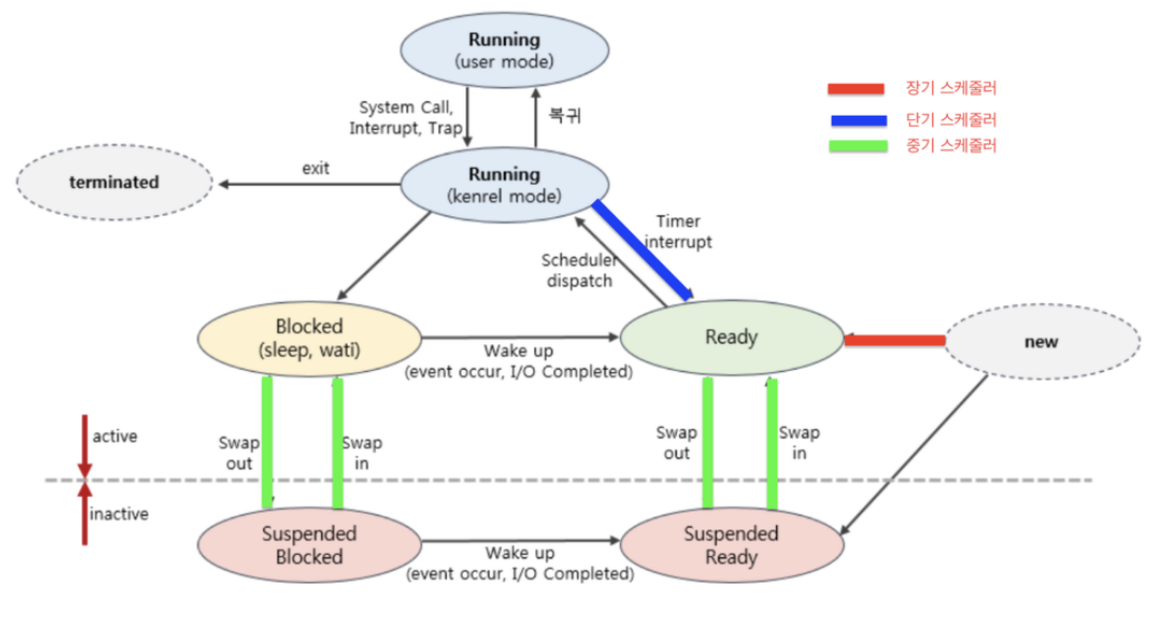 Running
(user mode)
System Call,
Interrupt, Trap
복귀
장기 스케줄러
단기 스케줄러
중기 스케줄러
terminated
exit
Running
(kenrel mode)
Timer
interrupt
Scheduler
dispatch
Blocked
(sleep, wati)
Wake up
(event occur, I/O Completed)
Ready
new
active
inactive
Swap
out
Swap
in
Swap
out
Swap
in
Suspended
Blocked
Wake up
(event occur, I/O Completed)
Suspended
Ready